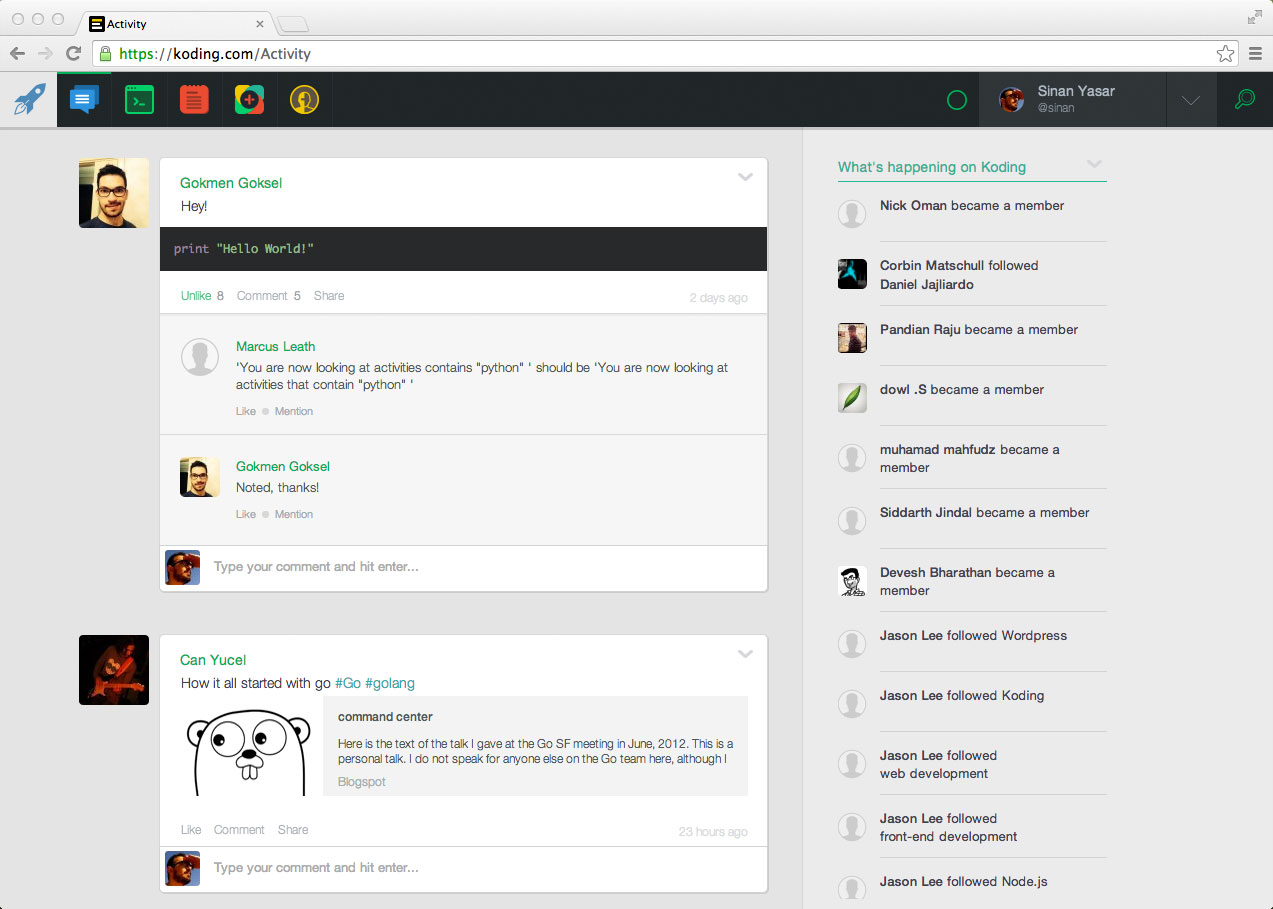 Activity
https://koding.com/Activity
Sinan Yasar
@sinan
Gokmen Goksel
Hey!
print "Hello World!"
Unlike 8 Comment 5 Share
2 days ago
Marcus Leath
'You are now looking at activities contains "python" ' should be 'You are now looking at
activities that contain "python" '
Like Mention
Gokmen Goksel
Noted, thanks!
Like Mention
Type your comment and hit enter...
Can Yucel
How it all started with go #Go #golang
command center
Here is the text of the talk I gave at the Go SF meeting in June, 2012. This is a
personal talk. I do not speak for anyone else on the Go team here, although I
Blogspot
Like Comment Share
23 hours ago
Type your comment and hit enter...
What's happening on Koding
Nick Oman became a member
Corbin Matschull followed
Daniel Jajliardo
Pandian Raju became a member
dowl .S became a member
muhamad mahfudz became a
member
Siddarth Jindal became a member
Devesh Bharathan became a
member
Jason Lee followed Wordpress
Jason Lee followed Koding
Jason Lee followed
web development
Jason Lee followed
front-end development
Jason Lee followed Node.js